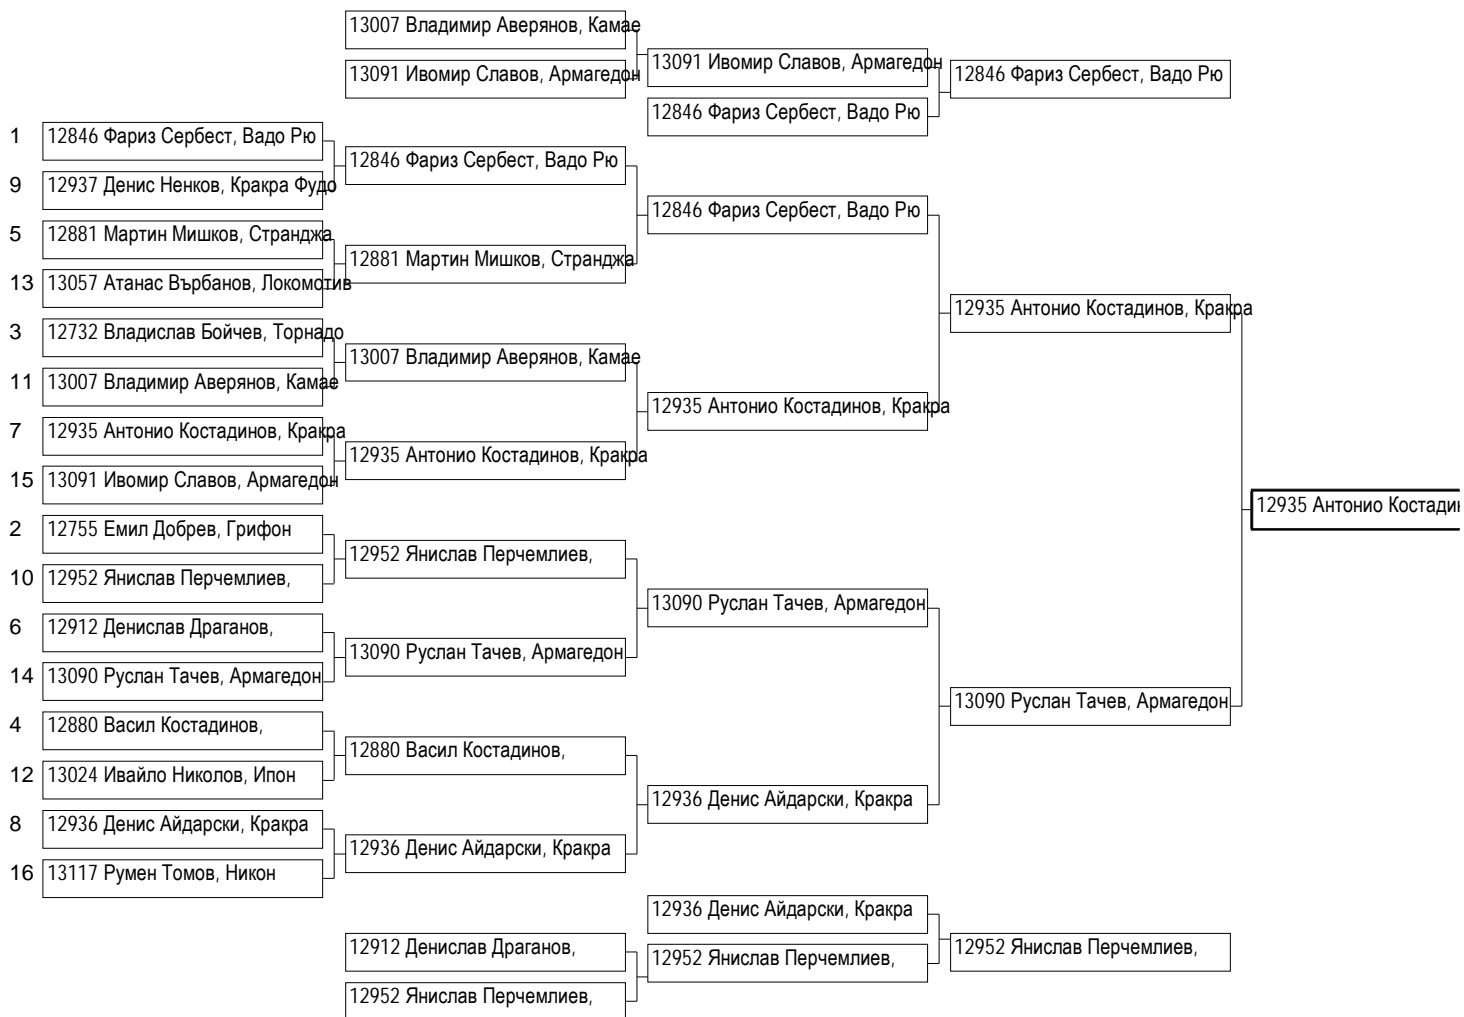 13007 Владимир Аверянов, Камае
13091 Ивомир Славов, Армагедон
13091 Ивомир Славов, Армагедон
12846 Фариз Сербест, Вадо Рю
12846 Фариз Сербест, Вадо Рю
1 12846 Фариз Сербест, Вадо Рю
12846 Фариз Сербест, Вадо Рю
9 12937 Денис Ненков, Кракра Фудо
12846 Фариз Сербест, Вадо Рю
5 12881 Мартин Мишков, Странджа
12881 Мартин Мишков, Странджа
13 13057 Атанас Върбанов, Локомотив
12935 Антонио Костадинов, Кракра
3 12732 Владислав Бойчев, Торнадо
13007 Владимир Аверянов, Камае
11 13007 Владимир Аверянов, Камае
12935 Антонио Костадинов, Кракра
7 12935 Антонио Костадинов, Кракра
12935 Антонио Костадинов, Кракра
15 13091 Ивомир Славов, Армагедон
12935 Антонио Костадин
2 12755 Емил Добрев, Грифон
12952 Янислав Перчемлиев,
10 12952 Янислав Перчемлиев,
13090 Руслан Тачев, Армагедон
6 12912 Денислав Драганов,
13090 Руслан Тачев, Армагедон
14 13090 Руслан Тачев, Армагедон
13090 Руслан Тачев, Армагедон
4 12880 Васил Костадинов,
12880 Васил Костадинов,
12 13024 Ивайло Николов, Ипон
12936 Денис Айдарски, Кракра
8 12936 Денис Айдарски, Кракра
12936 Денис Айдарски, Кракра
16 13117 Румен Томов, Никон
12936 Денис Айдарски, Кракра
12912 Денислав Драганов,
12952 Янислав Перчемлиев,
12952 Янислав Перчемлиев,
12952 Янислав Перчемлиев,